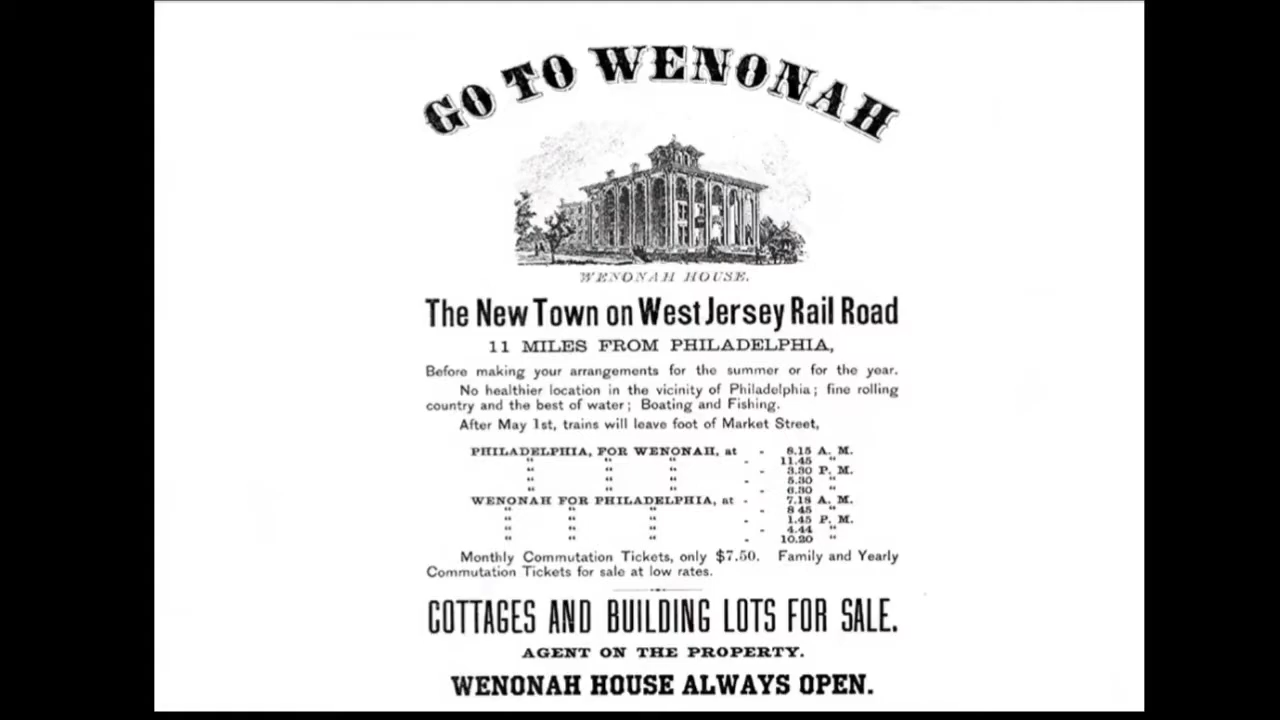 GO TO WENONAH
WENONAH HOUSE.
The New Town on West Jersey Rail Road
11 MILES FROM PHILADELPHIA,
Before making your arrangements for the summer or for the year.
No healthier location in the vicinity of Philadelphia; fine rolling
country and the best of water; Boating and Fishing.
After May 1st, trains will leave foot of Market Street,
PHILADELPHIA, FOR WENONAH, at - 8.15 A. M.
“ “ “ - 11.45 “
“ “ “ - 3.30 P. M.
“ “ “ - 5.30 “
“ “ “ - 6.30 “
WENONAH FOR PHILADELPHIA, at - 7.18 A. M.
“ “ “ - 8 45 “
“ “ “ - 1.45 P. M.
“ “ “ - 4.44 “
“ “ “ - 10.20 “
Monthly Commutation Tickets, only $7.50. Family and Yearly
Commutation Tickets for sale at low rates.
COTTAGES AND BUILDING LOTS FOR SALE.
AGENT ON THE PROPERTY.
WENONAH HOUSE ALWAYS OPEN.